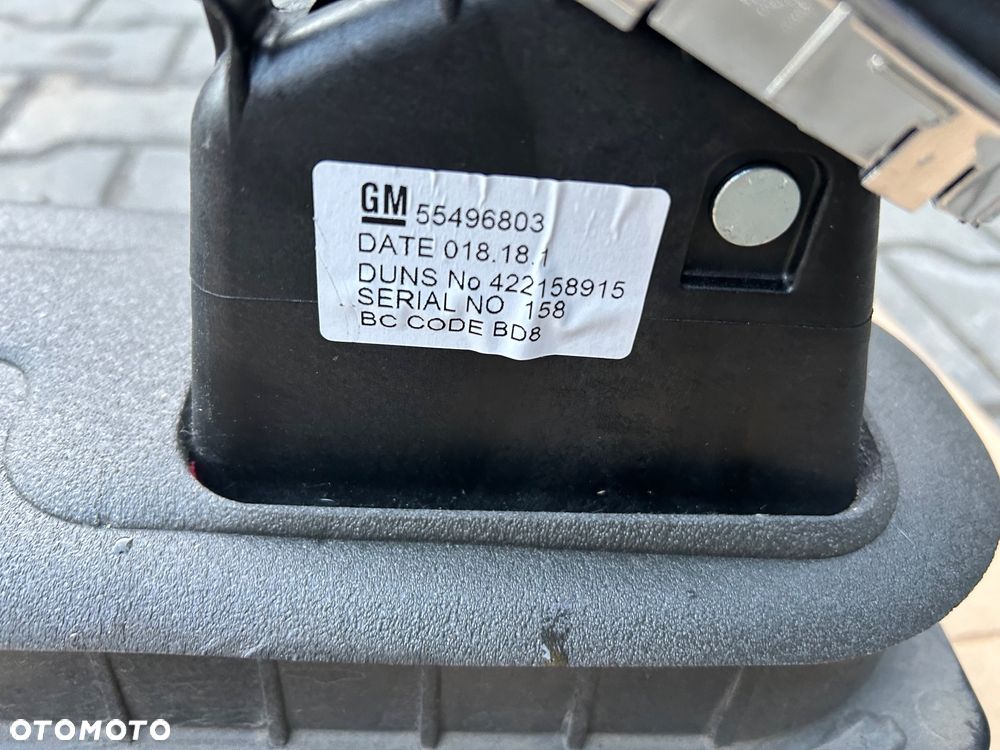 GM 55496803
DATE 018.18.1
DUNS No 422158915
SERIAL NO 158
BC CODE BD8
OTOMOTO